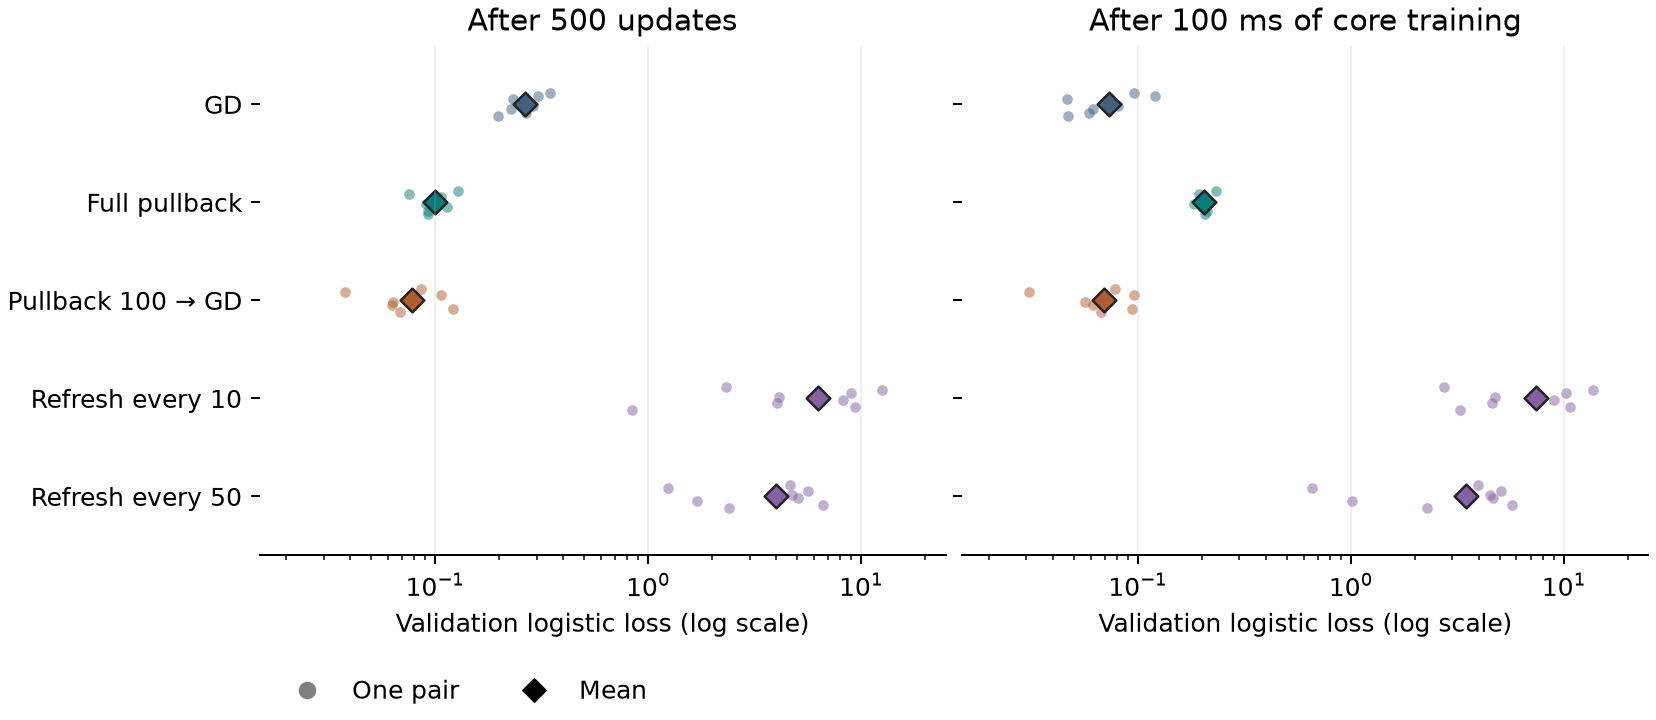 After 500 updates
After 100 ms of core training
GD
Full pullback
Pullback 100 → GD
Refresh every 10
Refresh every 50
10⁻¹ 10⁰ 10¹
10⁻¹ 10⁰ 10¹
Validation logistic loss (log scale)
Validation logistic loss (log scale)
One pair
Mean